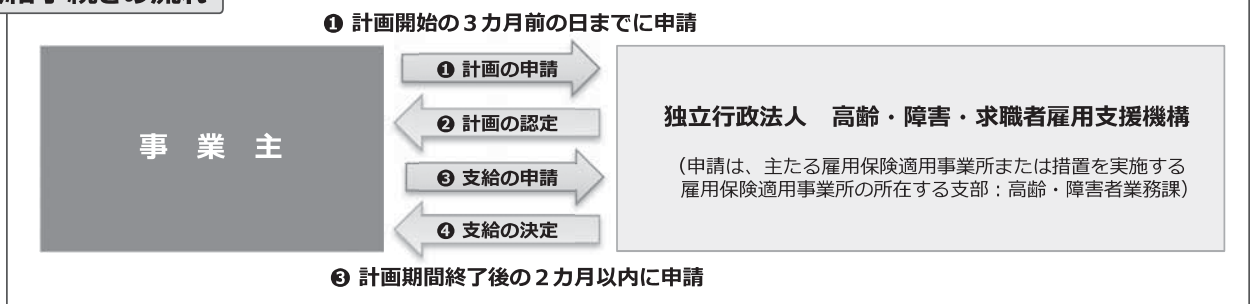 続きの流れ
❶ 計画開始の３カ月前の日までに申請
事 業 主
❶ 計画の申請
❷ 計画の認定
❸ 支給の申請
❹ 支給の決定
独立行政法人　高齢・障害・求職者雇用支援機構
（申請は、主たる雇用保険適用事業所または措置を実施する
雇用保険適用事業所の所在する支部：高齢・障害者業務課）
❸ 計画期間終了後の２カ月以内に申請